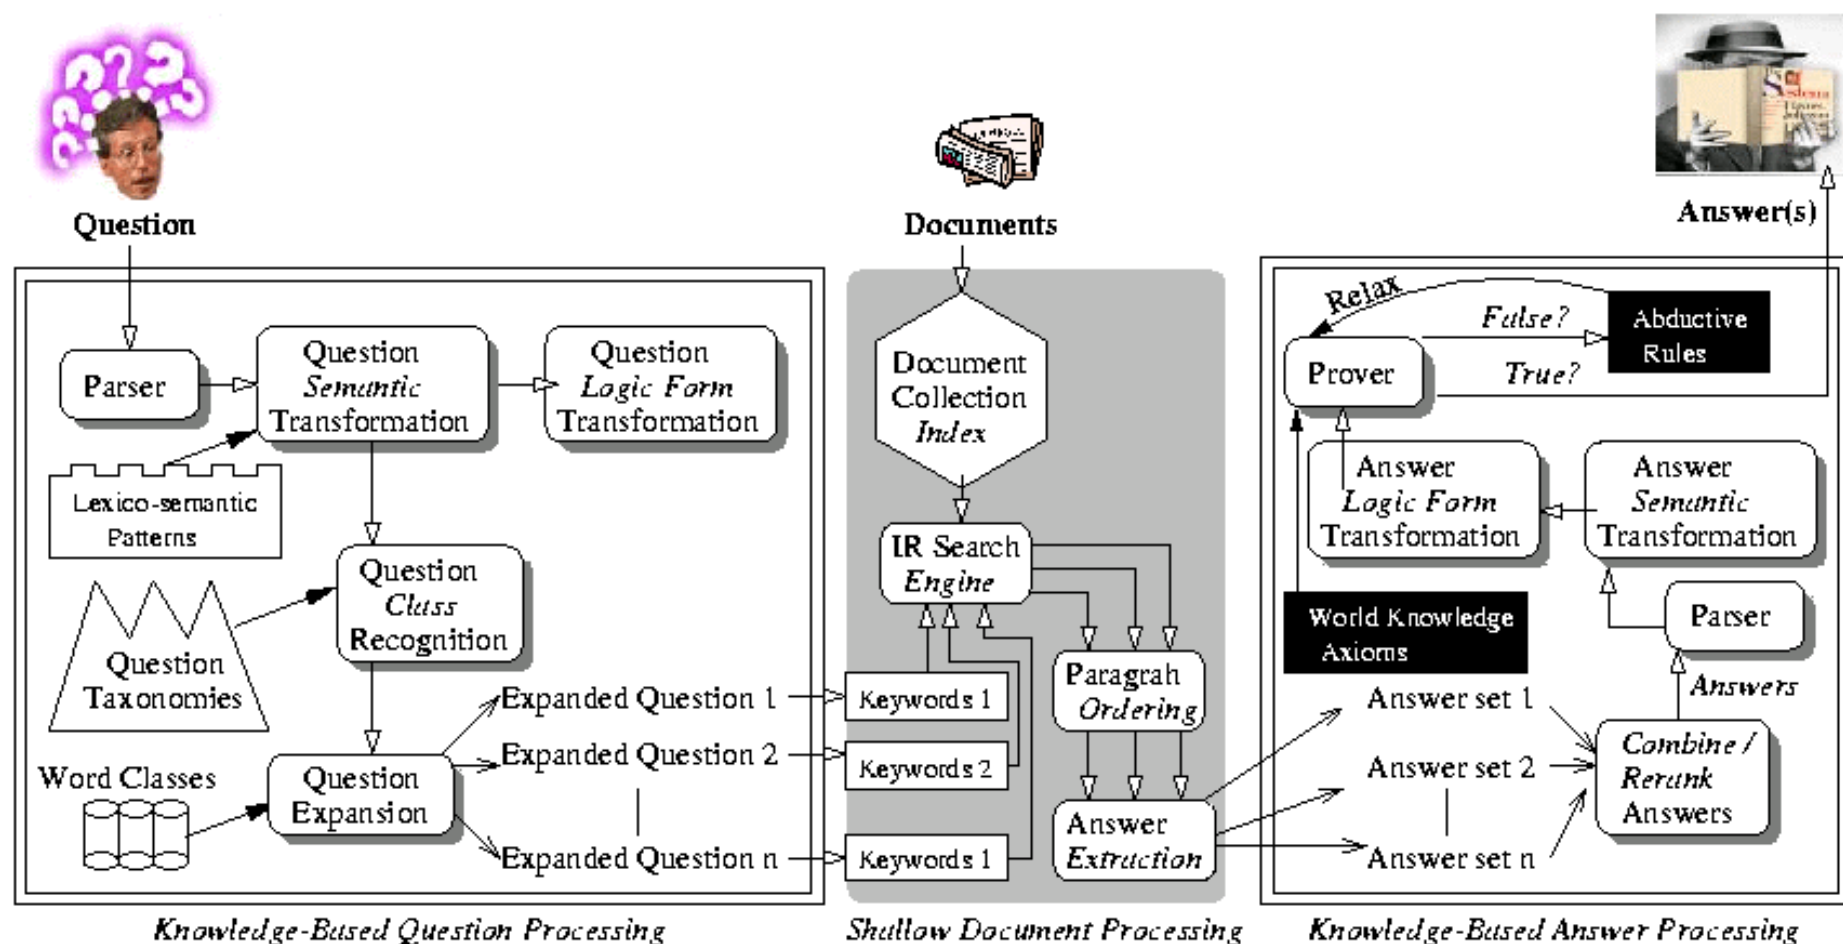 Question
Documents
Answer(s)
Parser
Question
Semantic
Transformation
Question
Logic Form
Transformation
Lexico-semantic
Patterns
Question
Class
Recognition
Question
Taxonomies
Word Classes
Question
Expansion
Expanded Question 1
Expanded Question 2
Expanded Question n
Knowledge-Based Question Processing
Document
Collection
Index
IR Search
Engine
Keywords 1
Keywords 2
Keywords 1
Paragrah
Ordering
Answer
Extraction
Shallow Document Processing
Relax
False?
True?
Abductive
Rules
Prover
Answer
Logic Form
Transformation
Answer
Semantic
Transformation
World Knowledge
Axioms
Parser
Answers
Answer set 1
Answer set 2
Answer set n
Combine /
Rerank
Answers
Knowledge-Based Answer Processing